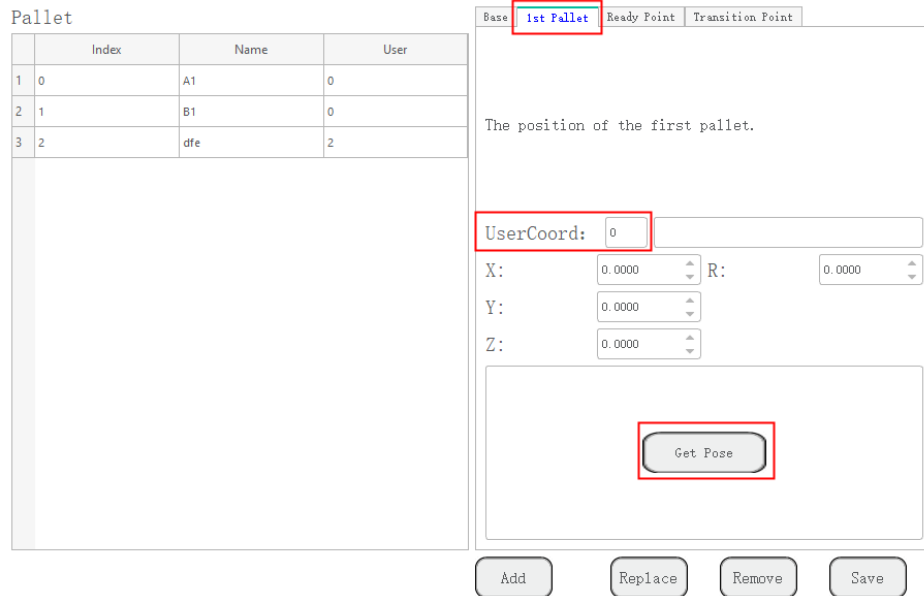 Pallet
Index Name User
1 0 A1 0
2 1 B1 0
3 2 dfe 2
Base 1st Pallet Ready Point Transition Point
The position of the first pallet.
UserCoord: 0
X: 0.0000 R: 0.0000
Y: 0.0000
Z: 0.0000
Get Pose
Add Replace Remove Save